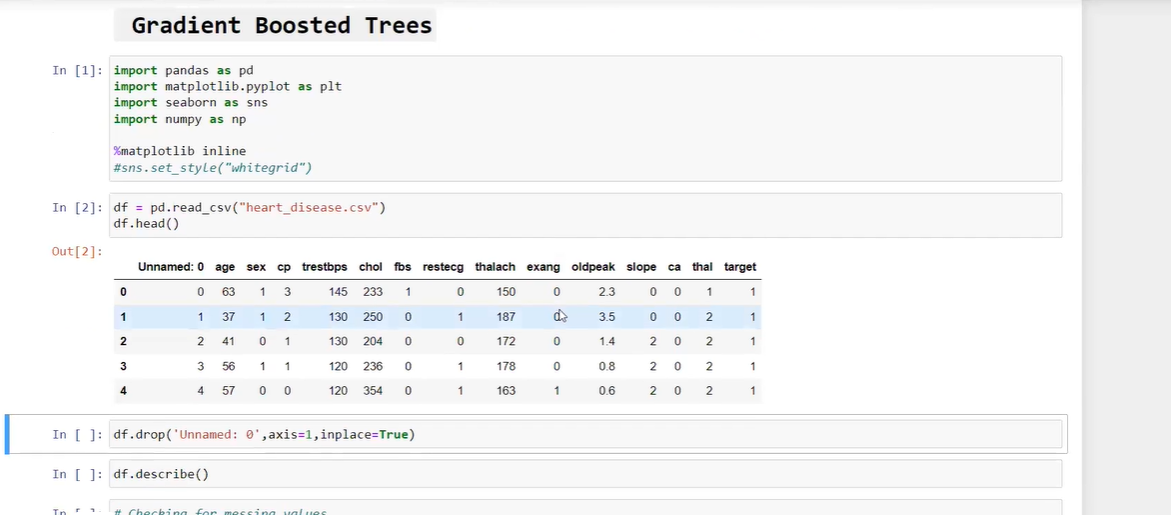 Gradient Boosted Trees
In [1]: import pandas as pd
import matplotlib.pyplot as plt
import seaborn as sns
import numpy as np
%matplotlib inline
#sns.set_style("whitegrid")
In [2]: df = pd.read_csv("heart_disease.csv")
df.head()
Out[2]:
Unnamed: 0 age sex cp trestbps chol fbs restecg thalach exang oldpeak slope ca thal target
0 0 63 1 3 145 233 1 0 150 0 2.3 0 0 1 1
1 1 37 1 2 130 250 0 1 187 0 3.5 0 0 2 1
2 2 41 0 1 130 204 0 0 172 0 1.4 2 0 2 1
3 3 56 1 1 120 236 0 1 178 0 0.8 2 0 2 1
4 4 57 0 0 120 354 0 1 163 1 0.6 2 0 2 1
In [ ]: df.drop('Unnamed: 0',axis=1,inplace=True)
In [ ]: df.describe()
In [ ]: # Checking for messing values